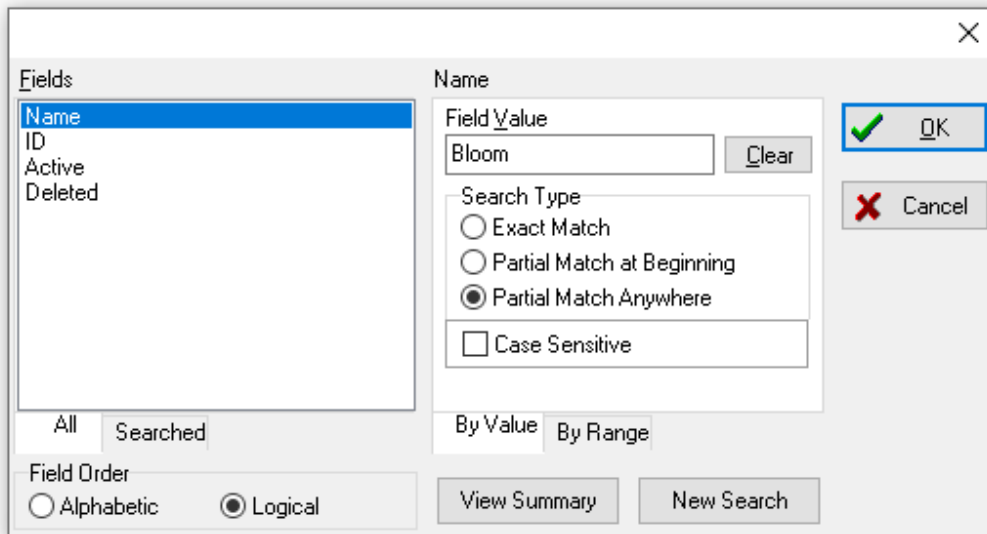 Fields
Name
ID
Active
Deleted
All
Searched
Field Order
Alphabetic
Logical
Name
Field Value
Bloom
Clear
Search Type
Exact Match
Partial Match at Beginning
Partial Match Anywhere
Case Sensitive
By Value
By Range
View Summary
New Search
OK
Cancel